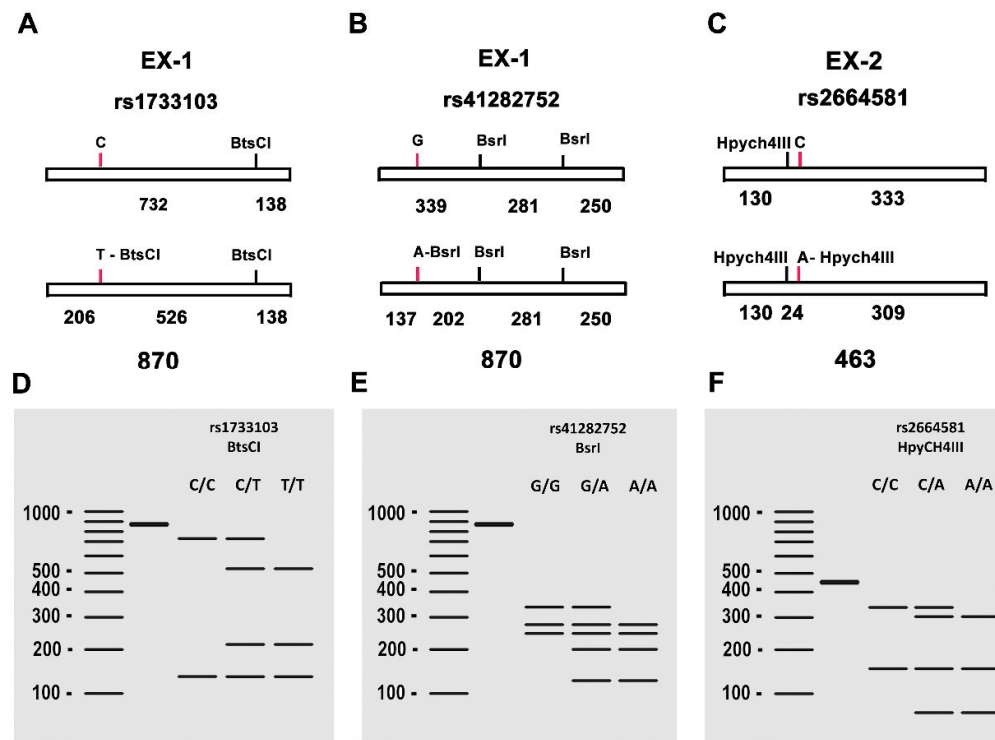 A
EX-1
rs1733103
C BtsCI
732 138
T - BtsCI BtsCI
206 526 138
870
B
EX-1
rs41282752
G BsrI BsrI
339 281 250
A-BsrI BsrI BsrI
137 202 281 250
870
C
EX-2
rs2664581
Hpych4III C
130 333
Hpych4III A- Hpych4III
130 24 309
463
D
rs1733103
BtsCI
C/C C/T T/T
1000 -
500 -
400 -
300 -
200 -
100 -
E
rs41282752
BsrI
G/G G/A A/A
1000 -
500 -
400 -
300 -
200 -
100 -
F
rs2664581
HpyCH4III
C/C C/A A/A
1000 -
500 -
400 -
300 -
200 -
100 -